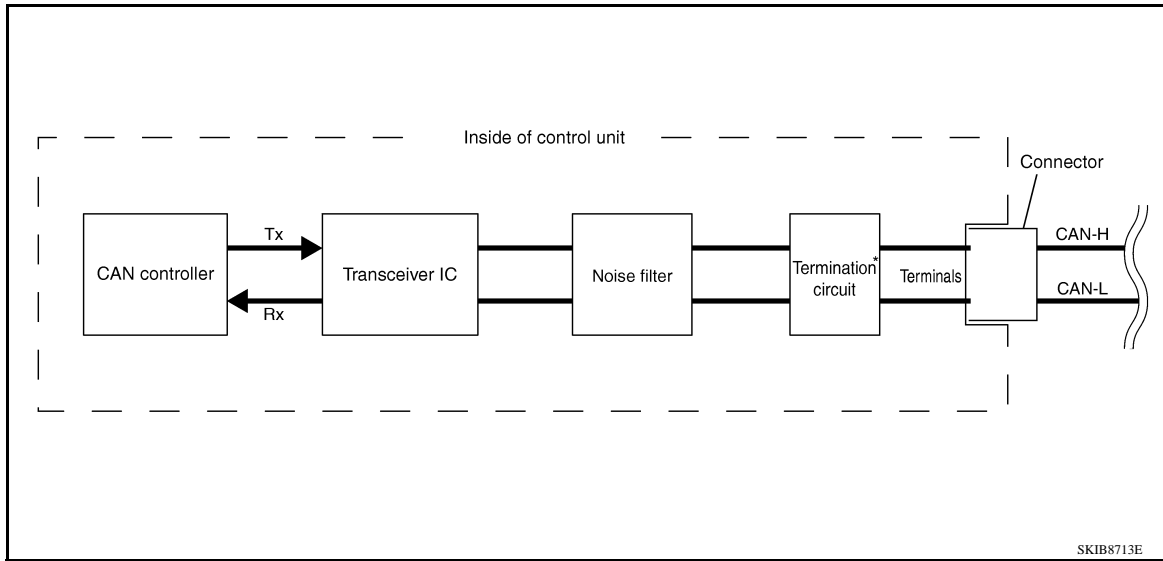 Inside of control unit
Connector
Tx
CAN-H
CAN controller
Transceiver IC
Noise filter
Termination*
circuit
Terminals
Rx
CAN-L
SKIB8713E